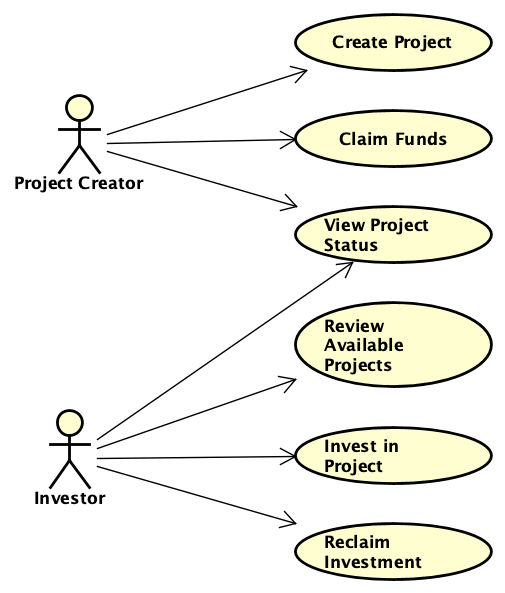 Create Project
Claim Funds
Project Creator
View Project
Status
Review
Available
Projects
Invest in
Project
Investor
Reclaim
Investment